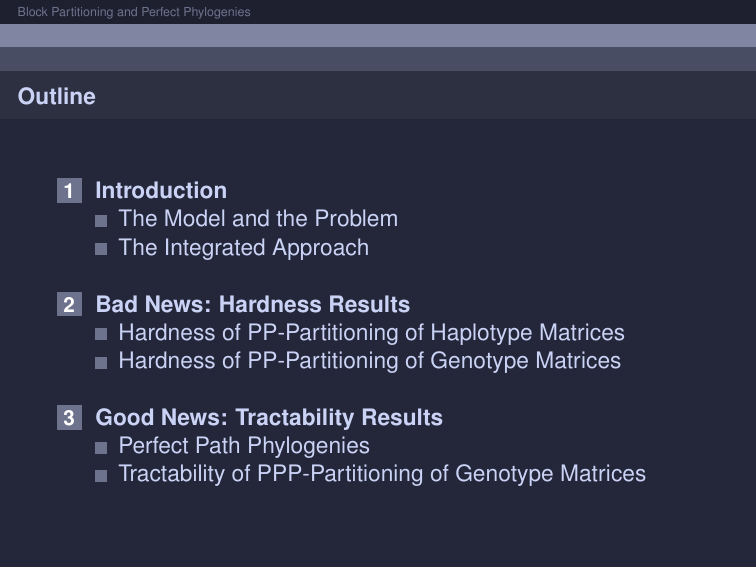 Block Partitioning and Perfect Phylogenies
Outline
1 Introduction
The Model and the Problem
The Integrated Approach
2 Bad News: Hardness Results
Hardness of PP-Partitioning of Haplotype Matrices
Hardness of PP-Partitioning of Genotype Matrices
3 Good News: Tractability Results
Perfect Path Phylogenies
Tractability of PPP-Partitioning of Genotype Matrices